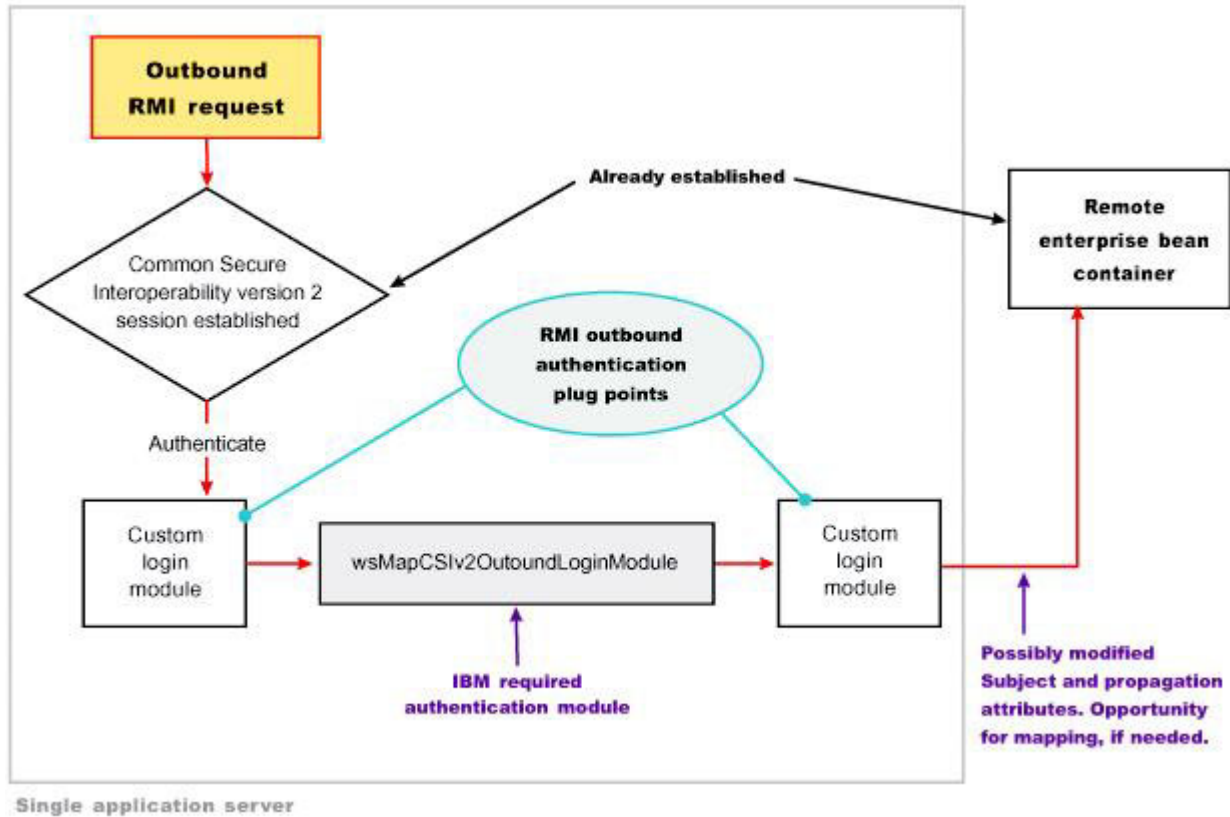 Outbound
RMI request
Already established
Remote
enterprise bean
container
Common Secure
Interoperability version 2
session established
RMI outbound
authentication
plug points
Authenticate
Custom
login
module
wsMapCSIv2OutoundLoginModule
Custom
login
module
IBM required
authentication module
Possibly modified
Subject and propagation
attributes. Opportunity
for mapping, if needed.
Single application server